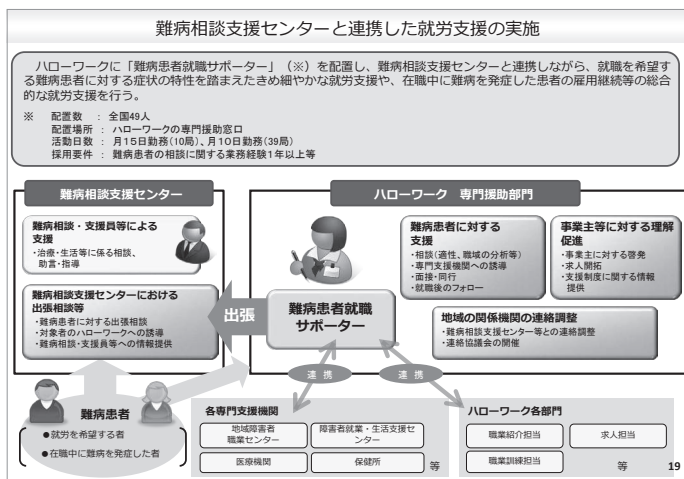 難病相談支援センターと連携した就労支援の実施
ハローワークに「難病患者就職サポーター」（※）を配置し、難病相談支援センターと連携しながら、就職を希望す
る難病患者に対する症状の特性を踏まえたきめ細やかな就労支援や、在職中に難病を発症した患者の雇用継続等の総合
的な就労支援を行う。
※ 配置数 ： 全国49人
配置場所 ： ハローワークの専門援助窓口
活動日数 ： 月15日勤務(10局)、月10日勤務(39局)
採用要件 ： 難病患者の相談に関する業務経験1年以上等
難病相談支援センター
難病相談・支援員等による
支援
・治療・生活等に係る相談、
助言・指導
難病相談支援センターにおける
出張相談等
・難病患者に対する出張相談
・対象者のハローワークへの誘導
・難病相談・支援員等への情報提供
出張
ハローワーク 専門援助部門
難病患者就職
サポーター
難病患者に対する
支援
・相談（適性、職域の分析等）
・専門支援機関への誘導
・面接・同行
・就職後のフォロー
事業主等に対する理解
促進
・事業主に対する啓発
・求人開拓
・支援制度に関する情報
提供
地域の関係機関の連絡調整
・難病相談支援センター等との連絡調整
・連絡協議会の開催
連 携
連 携
難病患者
●就労を希望する者
●在職中に難病を発症した者
各専門支援機関
地域障害者
職業センター
障害者就業・生活支援セ
ンター
医療機関
保健所
等
ハローワーク各部門
職業紹介担当
求人担当
職業訓練担当
等
19